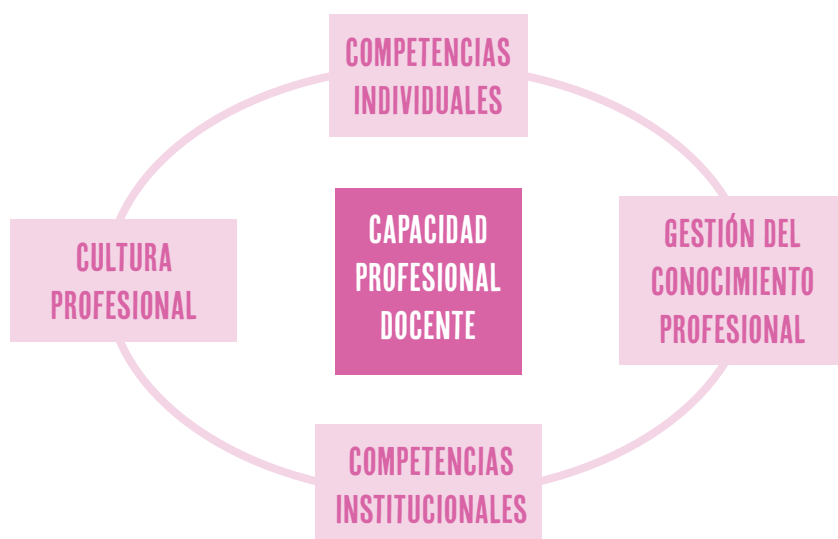 COMPETENCIAS
INDIVIDUALES
CAPACIDAD
PROFESIONAL
DOCENTE
CULTURA
PROFESIONAL
GESTIÓN DEL
CONOCIMIENTO
PROFESIONAL
COMPETENCIAS
INSTITUCIONALES